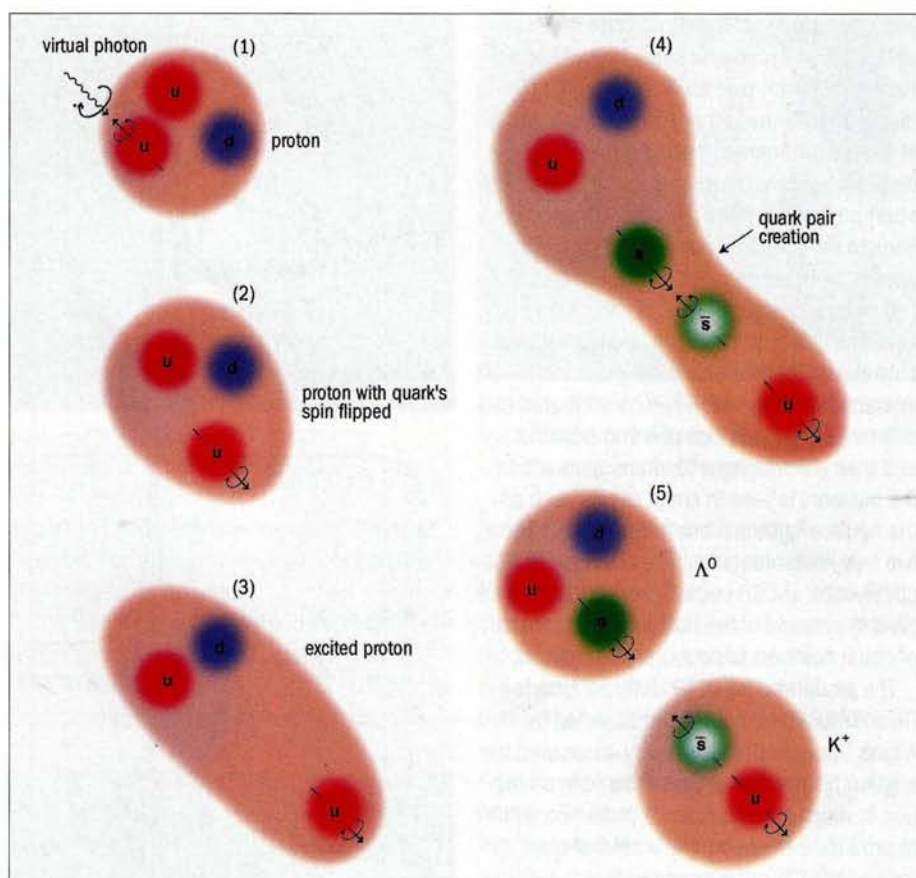 virtual photon
(1)
u
u
d
proton
(2)
u
d
u
proton with quark's
spin flipped
(3)
d
u
u
excited proton
(4)
d
u
s
s̄
u
quark pair
creation
(5)
d
u
s
Λ⁰
s̄
u
K⁺